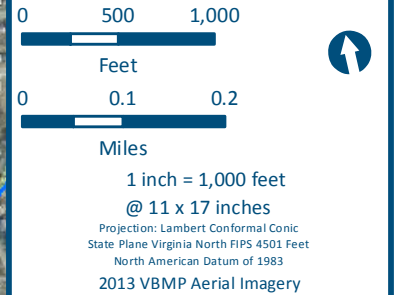 0 500 1,000
Feet
0 0.1 0.2
Miles
1 inch = 1,000 feet
@ 11 x 17 inches
Projection: Lambert Conformal Conic
State Plane Virginia North FIPS 4501 Feet
North American Datum of 1983
2013 VBMP Aerial Imagery